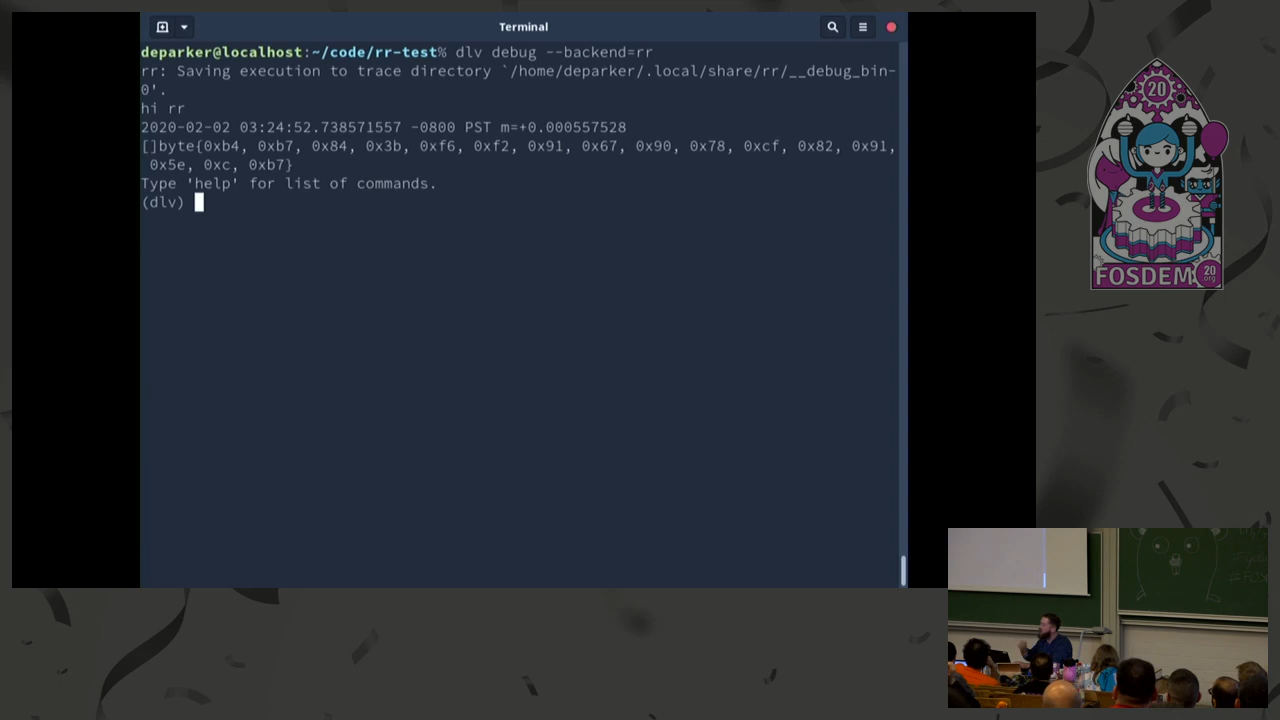 Terminal
deparker@localhost:~/code/rr-test% dlv debug --backend=rr
rr: Saving execution to trace directory `/home/deparker/.local/share/rr/__debug_bin-
0'.
hi rr
2020-02-02 03:24:52.738571557 -0800 PST m=+0.000557528
[]byte{0xb4, 0xb7, 0x84, 0x3b, 0xf6, 0xf2, 0x91, 0x67, 0x90, 0x78, 0xcf, 0x82, 0x91,
0x5e, 0xc, 0xb7}
Type 'help' for list of commands.
(dlv)
20
FOSDEM
20
.org